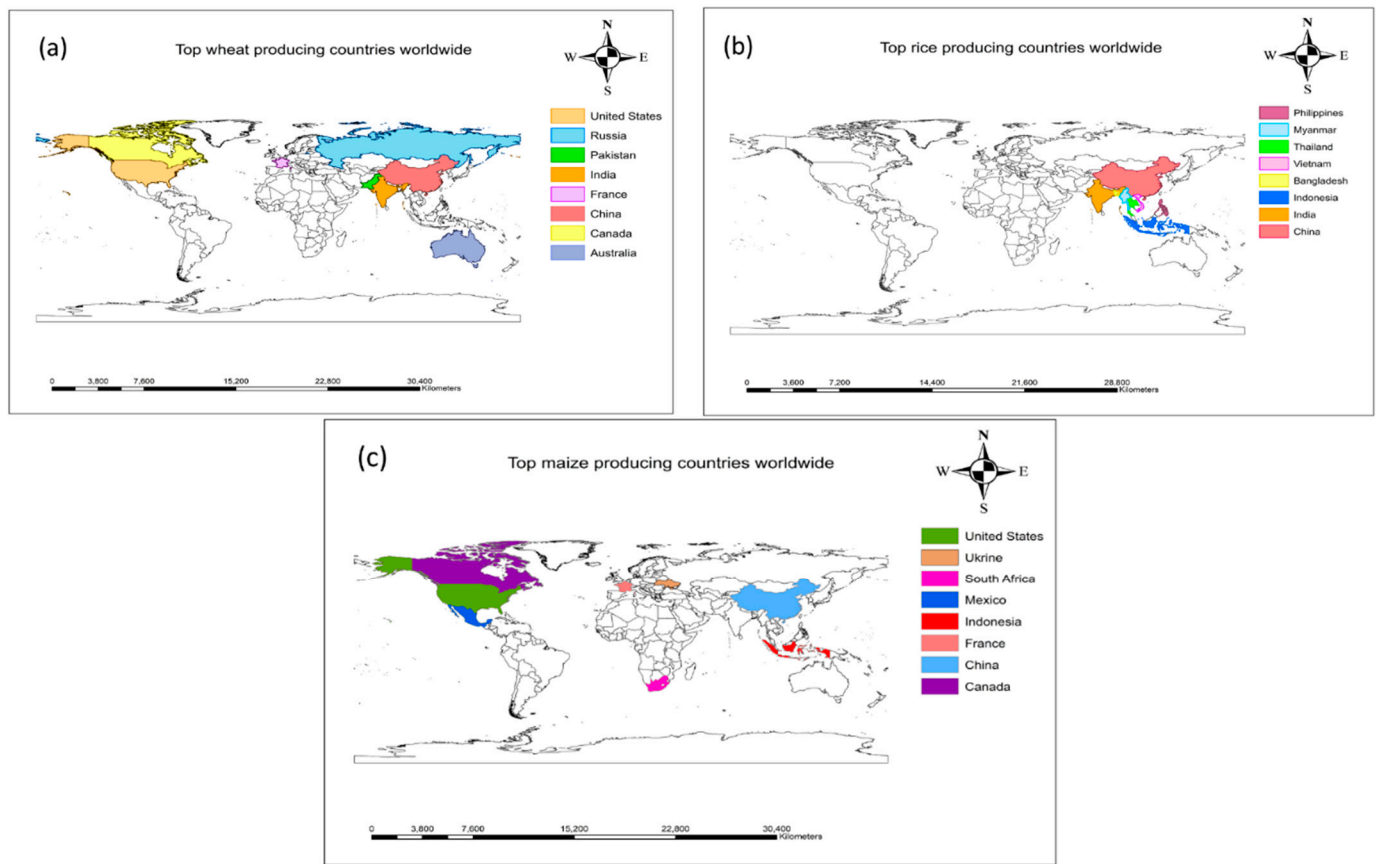 (a)
Top wheat producing countries worldwide
N
W E
S
United States
Russia
Pakistan
India
France
China
Canada
Australia
0 3,800 7,600 15,200 22,800 30,400
Kilometers
(b)
Top rice producing countries worldwide
N
W E
S
Philippines
Myanmar
Thailand
Vietnam
Bangladesh
Indonesia
India
China
0 3,600 7,200 14,400 21,600 28,800
Kilometers
(c)
Top maize producing countries worldwide
N
W E
S
United States
Ukrine
South Africa
Mexico
Indonesia
France
China
Canada
0 3,800 7,600 15,200 22,800 30,400
Kilometers